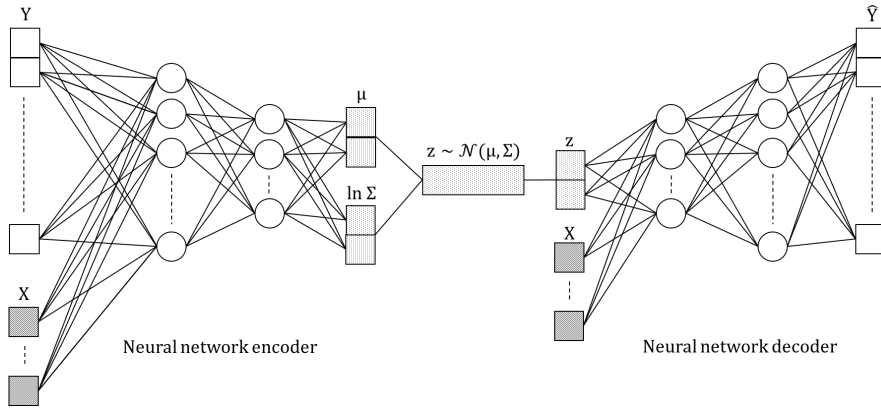 Y
Ŷ
μ
z ~ 𝒩(μ, Σ)
z
ln Σ
X
X
Neural network encoder
Neural network decoder